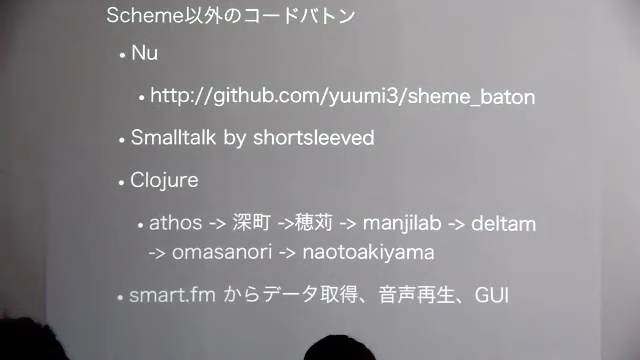 Scheme以外のコードバトン
• Nu
• http://github.com/yuumi3/sheme_baton
• Smalltalk by shortsleeved
• Clojure
• athos -> 深町 ->穂苅 -> manjilab -> deltam
-> omasanori -> naotoakiyama
• smart.fm からデータ取得、音声再生、GUI